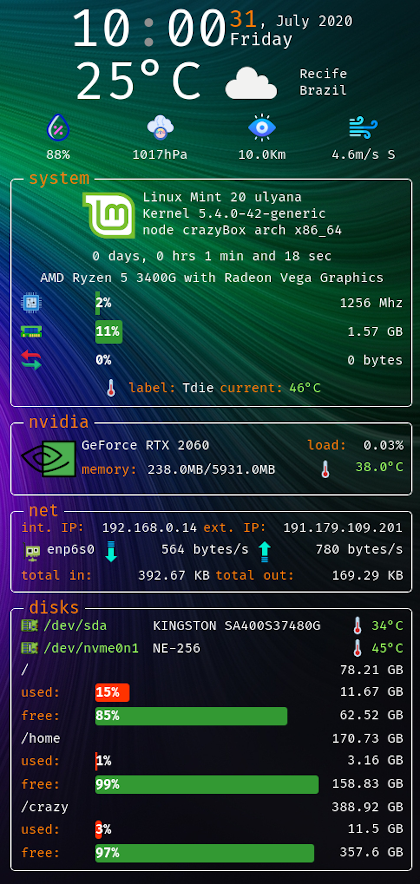 10:00 31, July 2020
Friday
25°C Recife
Brazil
88% 1017hPa 10.0Km 4.6m/s S
system
Linux Mint 20 ulyana
Kernel 5.4.0-42-generic
node crazyBox arch x86_64
0 days, 0 hrs 1 min and 18 sec
AMD Ryzen 5 3400G with Radeon Vega Graphics
2% 1256 Mhz
11% 1.57 GB
0% 0 bytes
label: Tdie current: 46°C
nvidia
GeForce RTX 2060 load: 0.03%
memory: 238.0MB/5931.0MB 38.0°C
net
int. IP: 192.168.0.14 ext. IP: 191.179.109.201
enp6s0 564 bytes/s 780 bytes/s
total in: 392.67 KB total out: 169.29 KB
disks
/dev/sda KINGSTON SA400S37480G 34°C
/dev/nvme0n1 NE-256 45°C
/ 78.21 GB
used: 15% 11.67 GB
free: 85% 62.52 GB
/home 170.73 GB
used: 1% 3.16 GB
free: 99% 158.83 GB
/crazy 388.92 GB
used: 3% 11.5 GB
free: 97% 357.6 GB